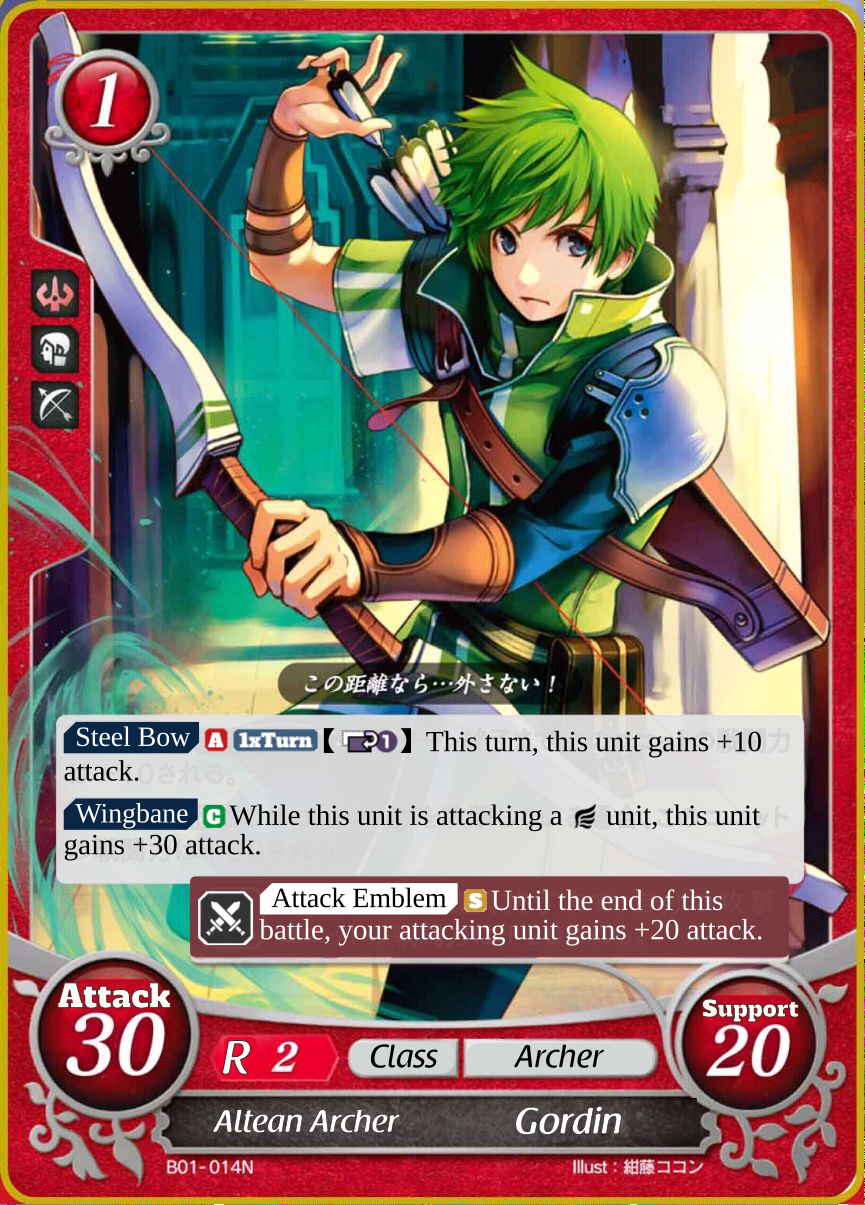 1
この距離なら…外さない！
Steel Bow A 1xTurn【 1】 This turn, this unit gains +10
attack.
Wingbane C While this unit is attacking a unit, this unit
gains +30 attack.
Attack Emblem S Until the end of this
battle, your attacking unit gains +20 attack.
Attack
30
Support
20
R 2 Class Archer
Altean Archer Gordin
B01-014N Illust：紺藤ココン